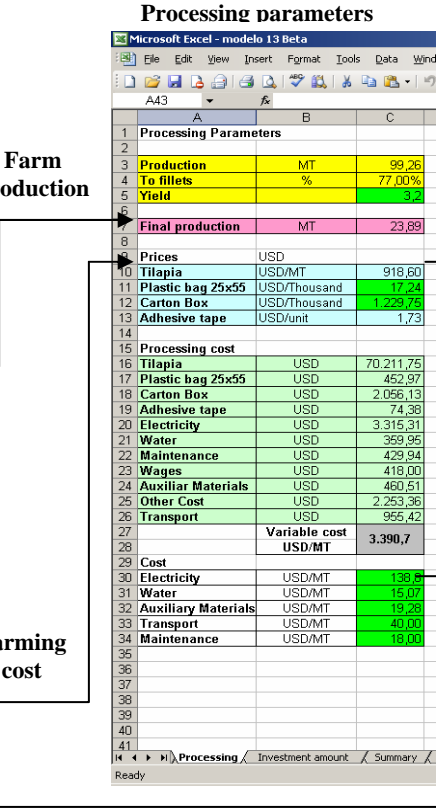 Processing parameters
Microsoft Excel - modelo 13 Beta
File Edit View Insert Format Tools Data
A43 fx
A B C
1 Processing Parameters
2
3 Production MT 99,26
4 To fillets % 77,00%
5 Yield 3,2
6
7 Final production MT 23,89
8
9 Prices USD
10 Tilapia USD/MT 918,60
11 Plastic bag 25x55 USD/Thousand 17,24
12 Carton Box USD/Thousand 1.229,75
13 Adhesive tape USD/unit 1,73
14
15 Processing cost
16 Tilapia USD 70.211,75
17 Plastic bag 25x55 USD 452,97
18 Carton Box USD 2.056,13
19 Adhesive tape USD 74,38
20 Electricity USD 3.315,31
21 Water USD 359,95
22 Maintenance USD 429,94
23 Wages USD 418,00
24 Auxiliar Materials USD 460,51
25 Other Cost USD 2.253,36
26 Transport USD 955,42
27 Variable cost 3.390,7
28 USD/MT
29 Cost
30 Electricity USD/MT 138,8
31 Water USD/MT 15,07
32 Auxiliary Materials USD/MT 19,28
33 Transport USD/MT 40,00
34 Maintenance USD/MT 18,00
35
36
37
38
39
40
41
Processing Investment amount Summary
Ready
Farm
oduction
arming
cost